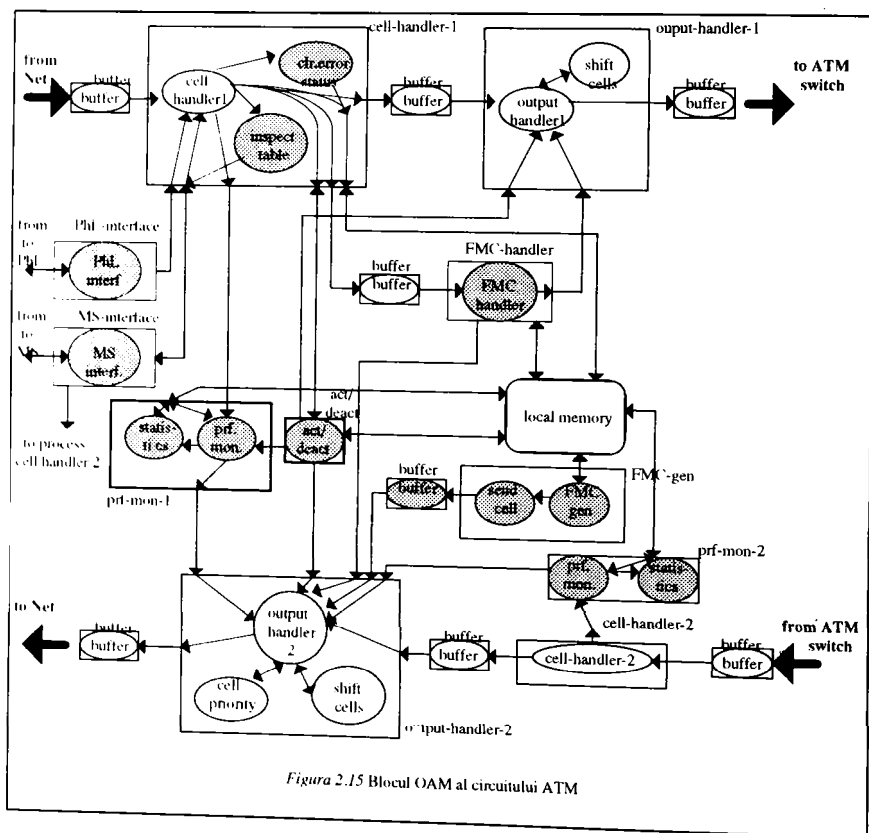 cell-handler-1
ouput-handler-1
from
Net
buffer
buffer
cell
handler1
clr.error
status
inspect
table
buffer
buffer
shift
cells
output
handler1
buffer
buffer
to ATM
switch
from
to
PhL
PhL-interface
PhL
interf.
from
to
MS-interface
MS
interf.
to process
cell handler 2
buffer
buffer
FMC-handler
FMC
handler
local memory
act/
deact
act/
deact
statis-
tics
prf.
mon.
prf-mon-1
buffer
buffer
send
cell
FMC
gen
FMC-gen
prf-mon-2
prf.
mon.
statis-
tics
to Net
buffer
buffer
output
handler
2
cell
priority
shift
cells
output-handler-2
buffer
buffer
cell-handler-2
cell-handler-2
buffer
buffer
from ATM
switch
Figura 2.15 Blocul OAM al circuitului ATM